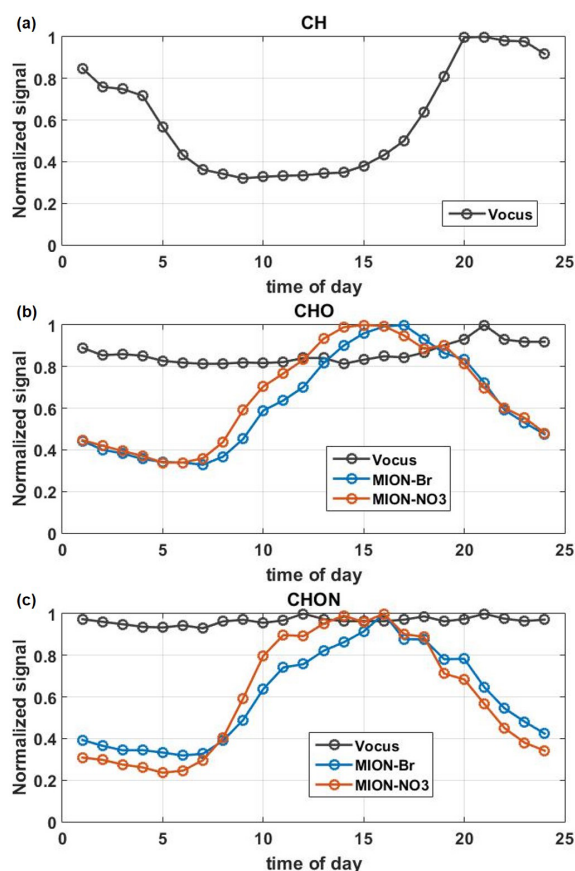 (a)
CH
Normalized signal
1
0.8
0.6
0.4
0.2
0
Vocus
0 5 10 15 20 25
time of day
(b)
CHO
Normalized signal
1
0.8
0.6
0.4
0.2
0
Vocus
MION-Br
MION-NO3
0 5 10 15 20 25
time of day
(c)
CHON
Normalized signal
1
0.8
0.6
0.4
0.2
0
Vocus
MION-Br
MION-NO3
0 5 10 15 20 25
time of day